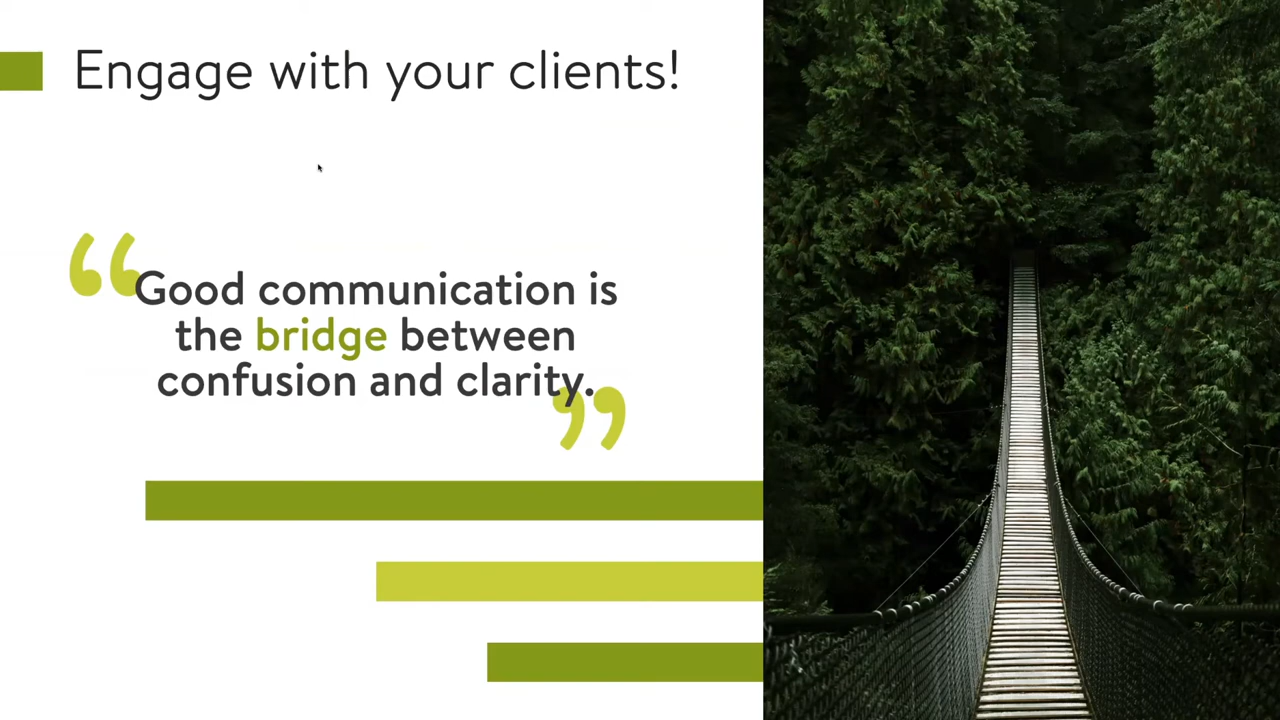 Engage with your clients!
“Good communication is
the bridge between
confusion and clarity.”